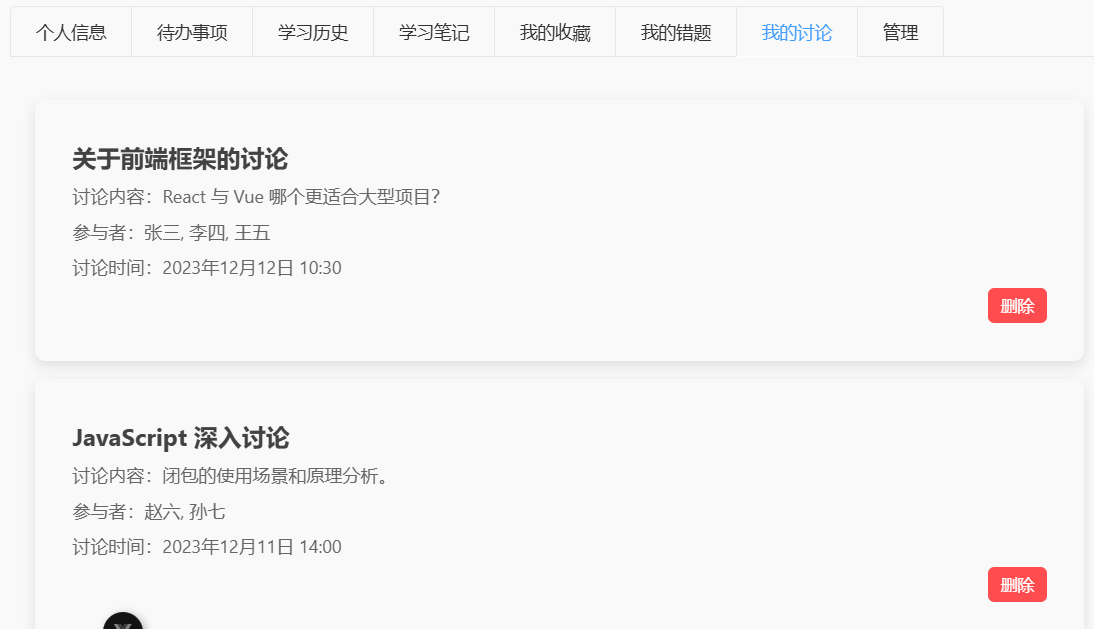 个人信息 待办事项 学习历史 学习笔记 我的收藏 我的错题 我的讨论 管理
关于前端框架的讨论
讨论内容：React 与 Vue 哪个更适合大型项目？
参与者：张三, 李四, 王五
讨论时间：2023年12月12日 10:30
删除
JavaScript 深入讨论
讨论内容：闭包的使用场景和原理分析。
参与者：赵六, 孙七
讨论时间：2023年12月11日 14:00
删除